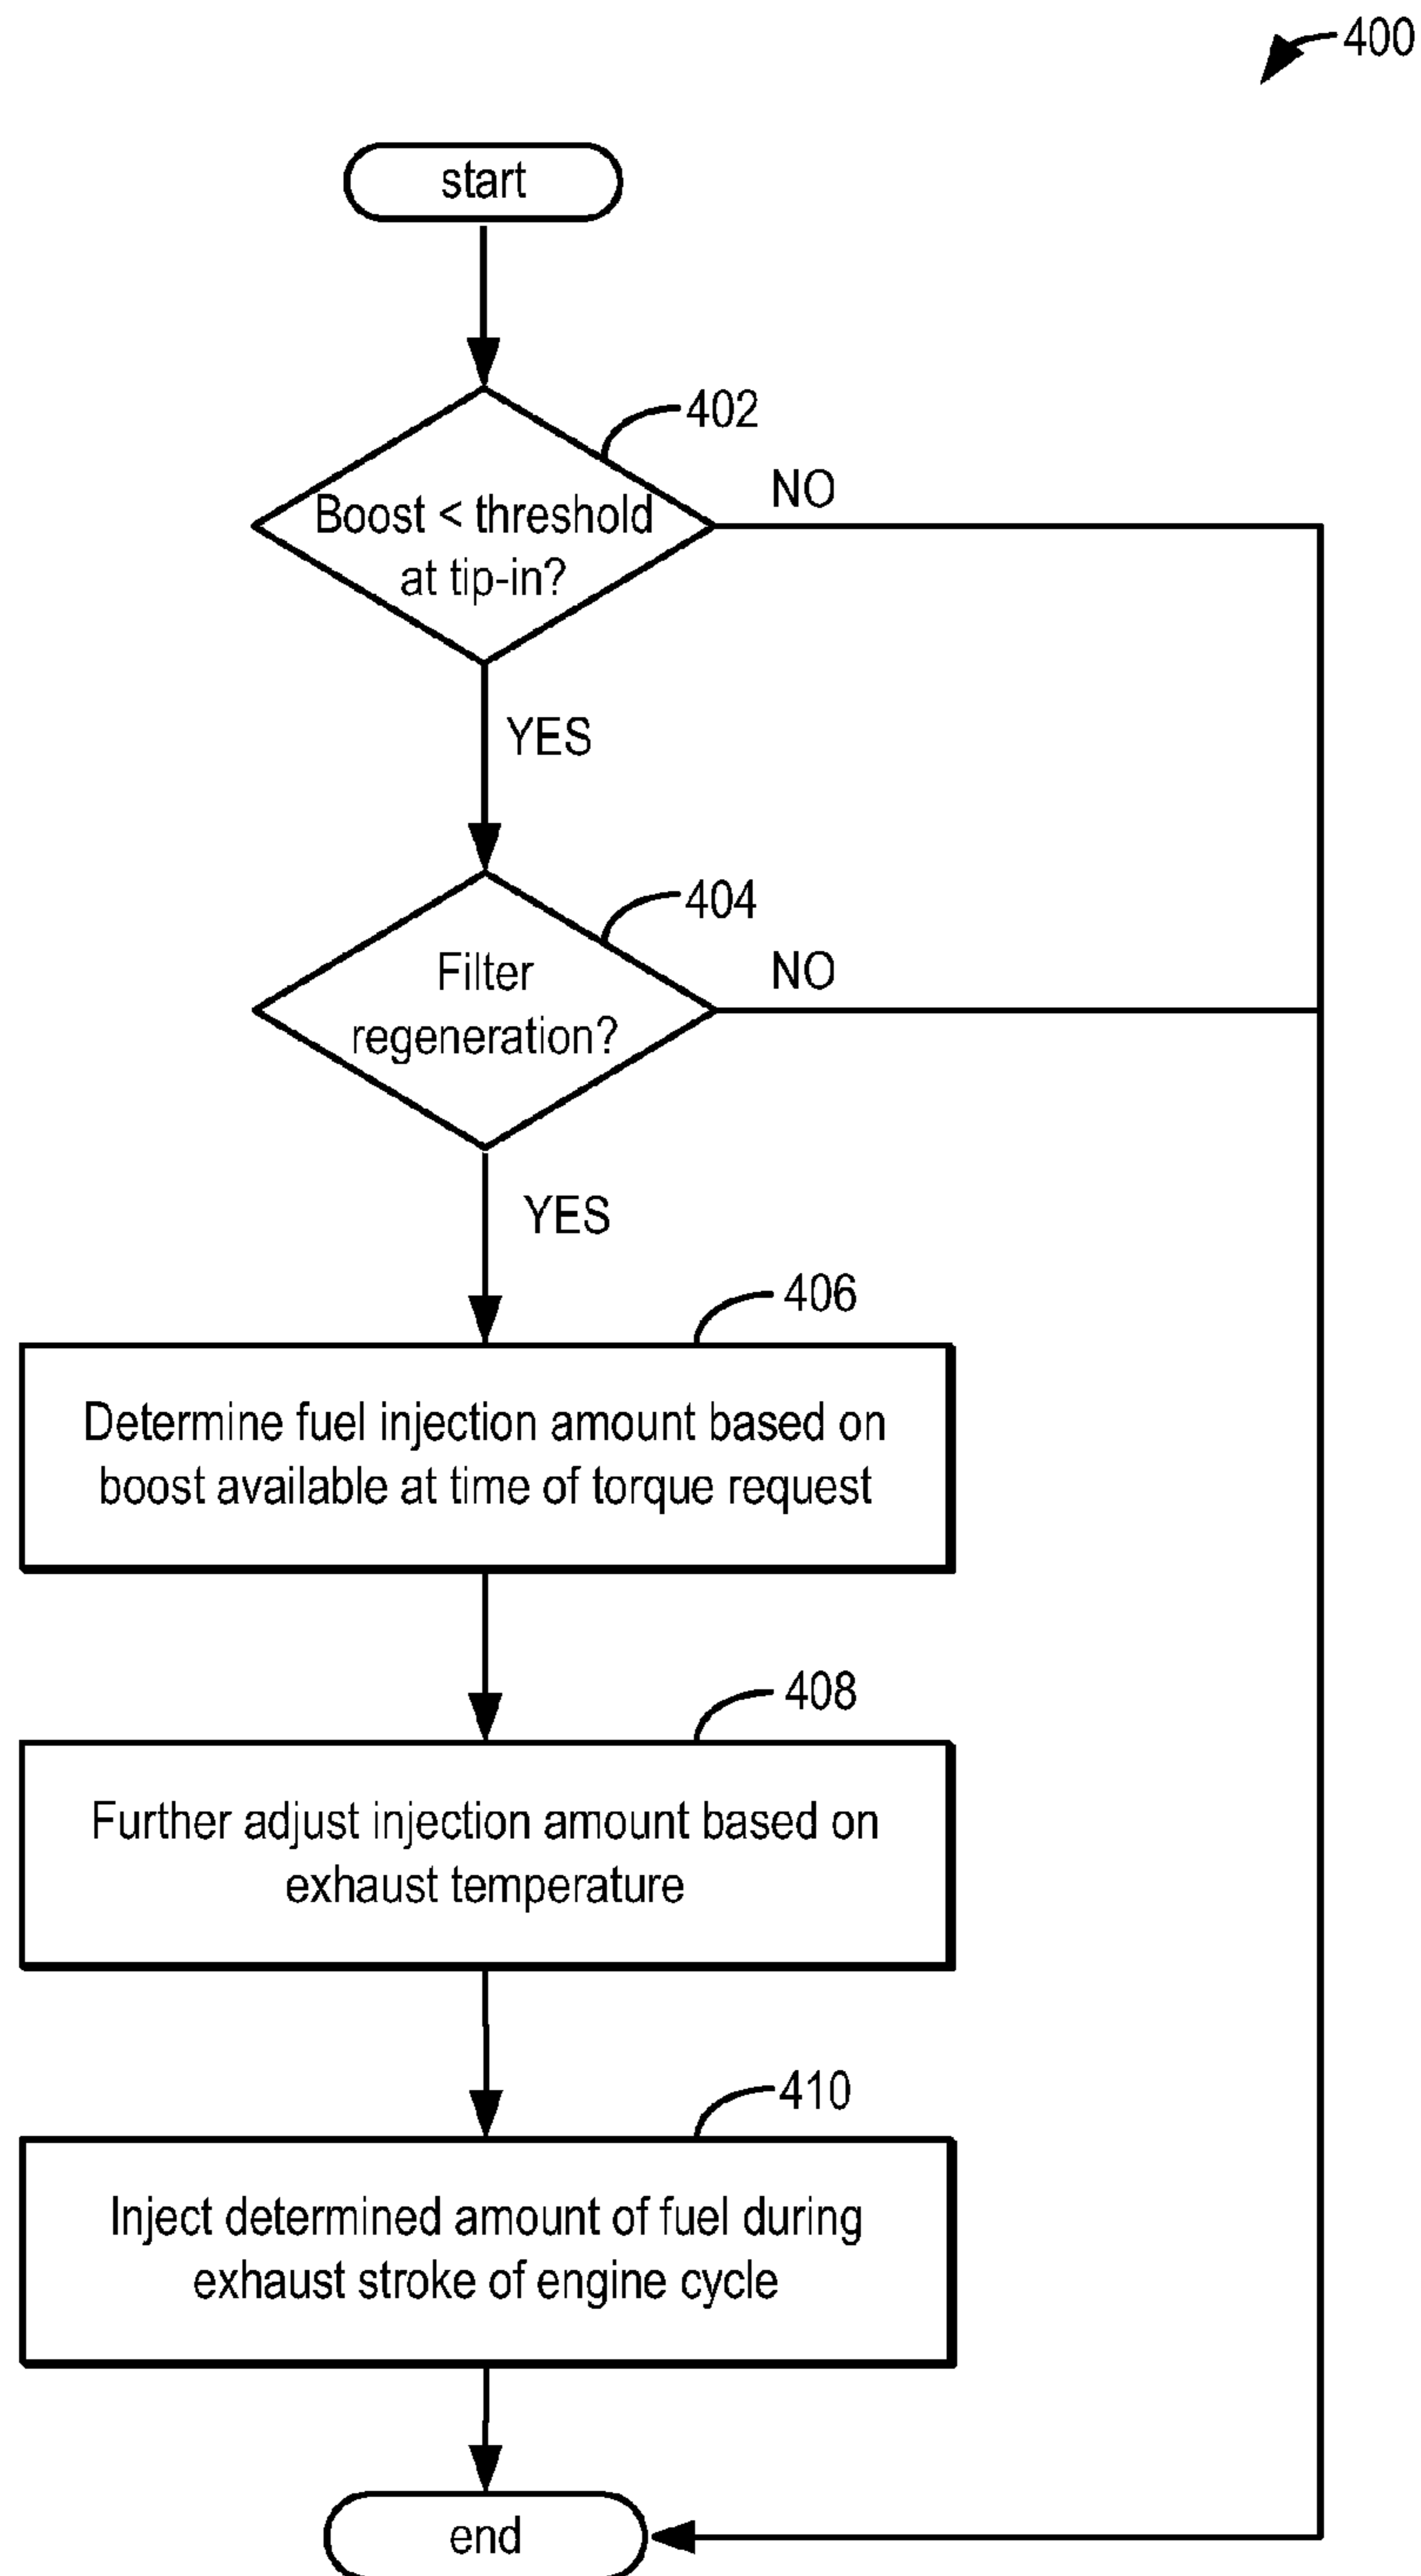 400
start
402
Boost < threshold
at tip-in?
NO
YES
404
Filter
regeneration?
NO
YES
406
Determine fuel injection amount based on
boost available at time of torque request
408
Further adjust injection amount based on
exhaust temperature
410
Inject determined amount of fuel during
exhaust stroke of engine cycle
end